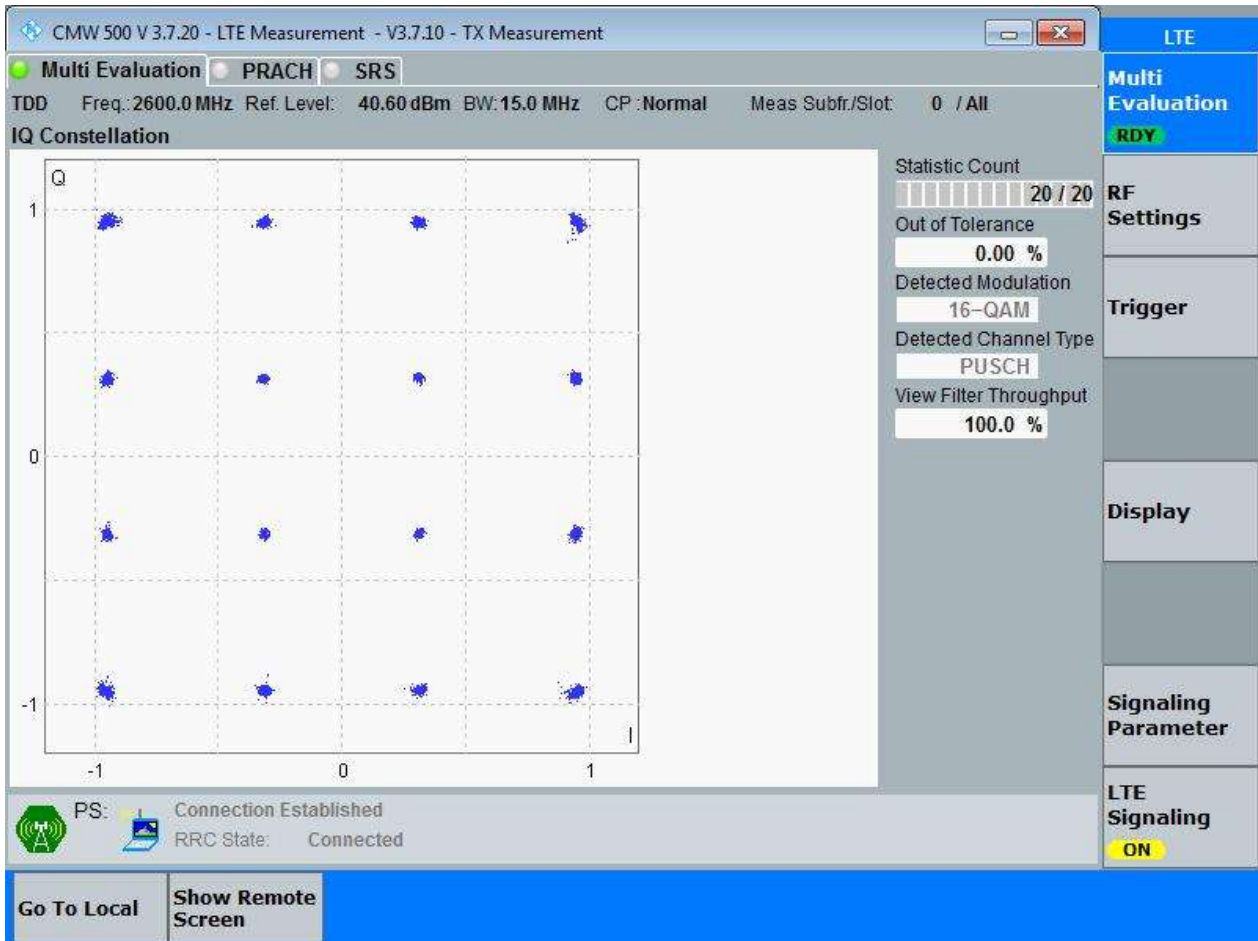 CMW 500 V 3.7.20 - LTE Measurement - V3.7.10 - TX Measurement
LTE
Multi Evaluation PRACH SRS
TDD Freq.: 2600.0 MHz Ref. Level: 40.60 dBm BW: 15.0 MHz CP : Normal Meas Subfr./Slot: 0 / All
IQ Constellation
Q
1
0
-1
I
-1 0 1
Statistic Count
20 / 20
Out of Tolerance
0.00 %
Detected Modulation
16-QAM
Detected Channel Type
PUSCH
View Filter Throughput
100.0 %
Multi
Evaluation
RDY
RF
Settings
Trigger
Display
Signaling
Parameter
LTE
Signaling
ON
PS: Connection Established
RRC State: Connected
Go To Local
Show Remote
Screen